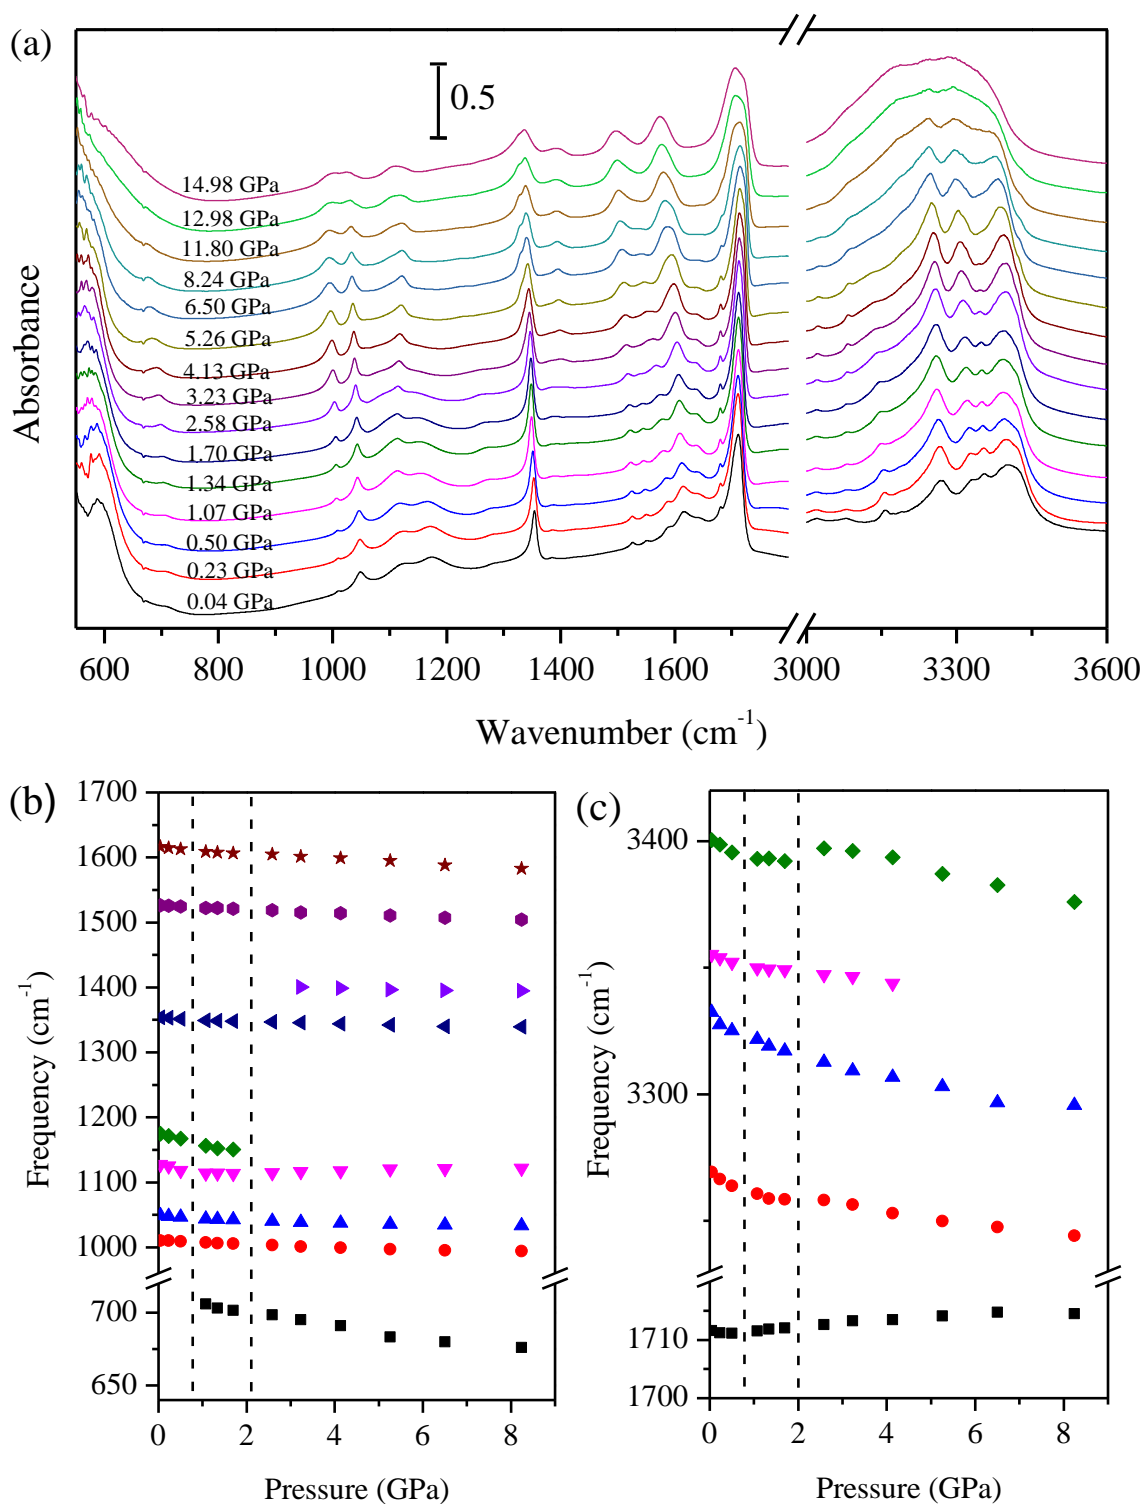 (a)
0.5
14.98 GPa
12.98 GPa
11.80 GPa
8.24 GPa
6.50 GPa
5.26 GPa
4.13 GPa
3.23 GPa
2.58 GPa
1.70 GPa
1.34 GPa
1.07 GPa
0.50 GPa
0.23 GPa
0.04 GPa
Absorbance
600 800 1000 1200 1400 1600 3000 3300 3600
Wavenumber (cm-1)
(b)
1700
1600
1500
1400
1300
1200
1100
1000
700
650
Frequency (cm-1)
0 2 4 6 8
Pressure (GPa)
(c)
3400
3300
1710
1700
Frequency (cm-1)
0 2 4 6 8
Pressure (GPa)